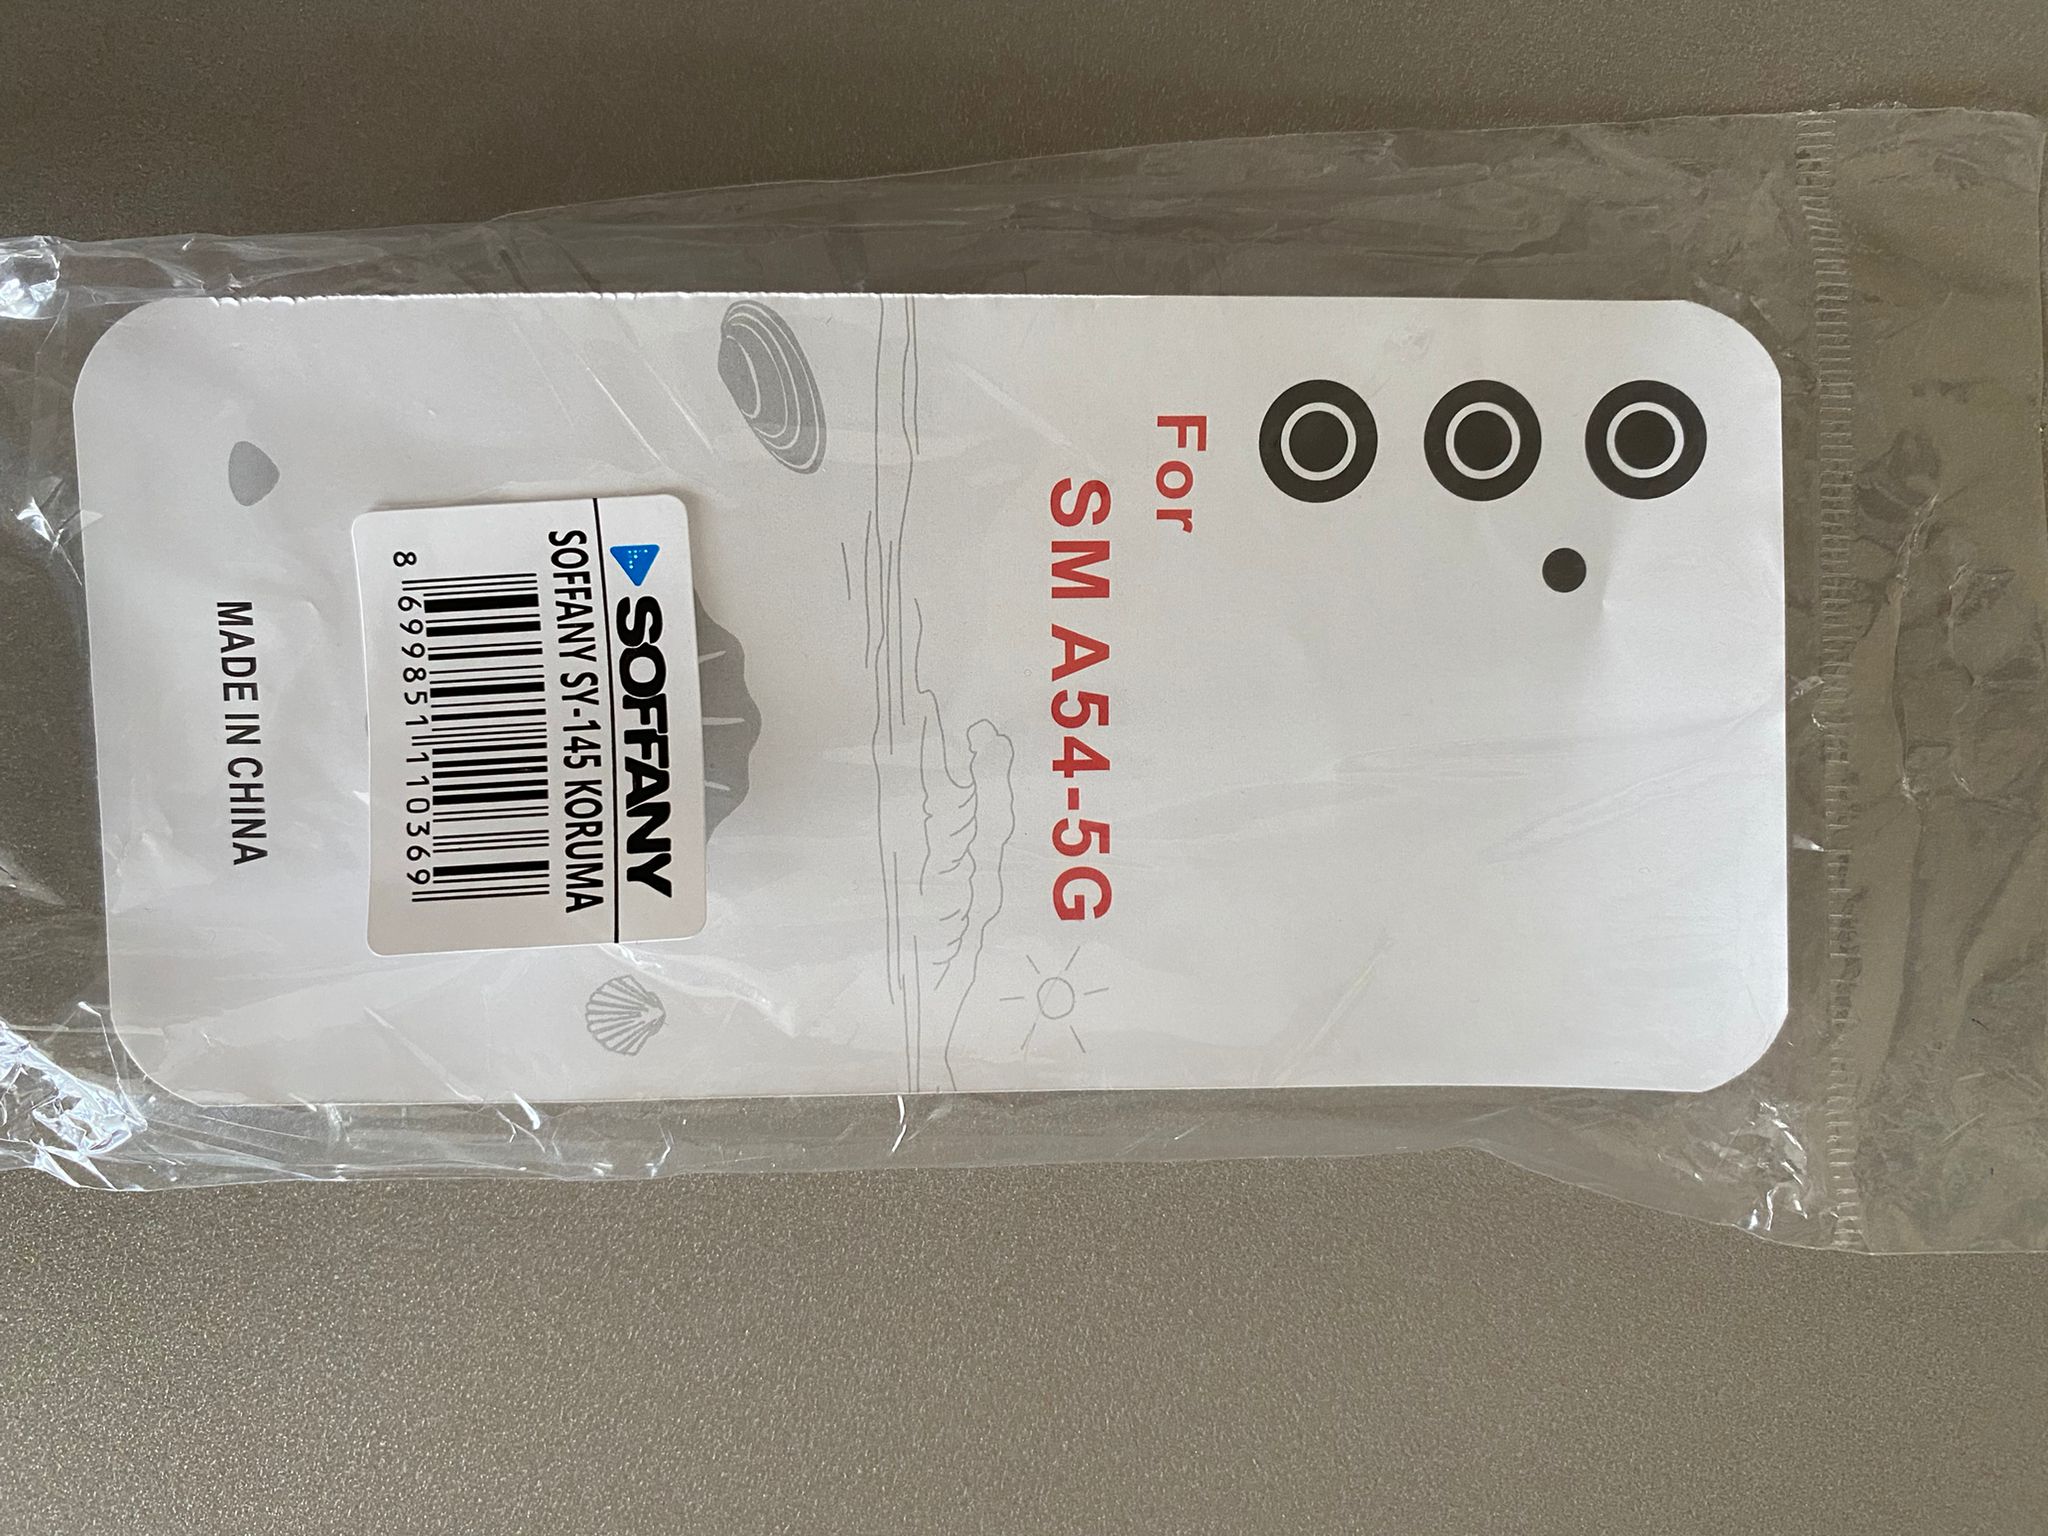 For
SM A54-5G
SOFFANY
SOFFANY SY-145 KORUMA
8 699851 110369
MADE IN CHINA